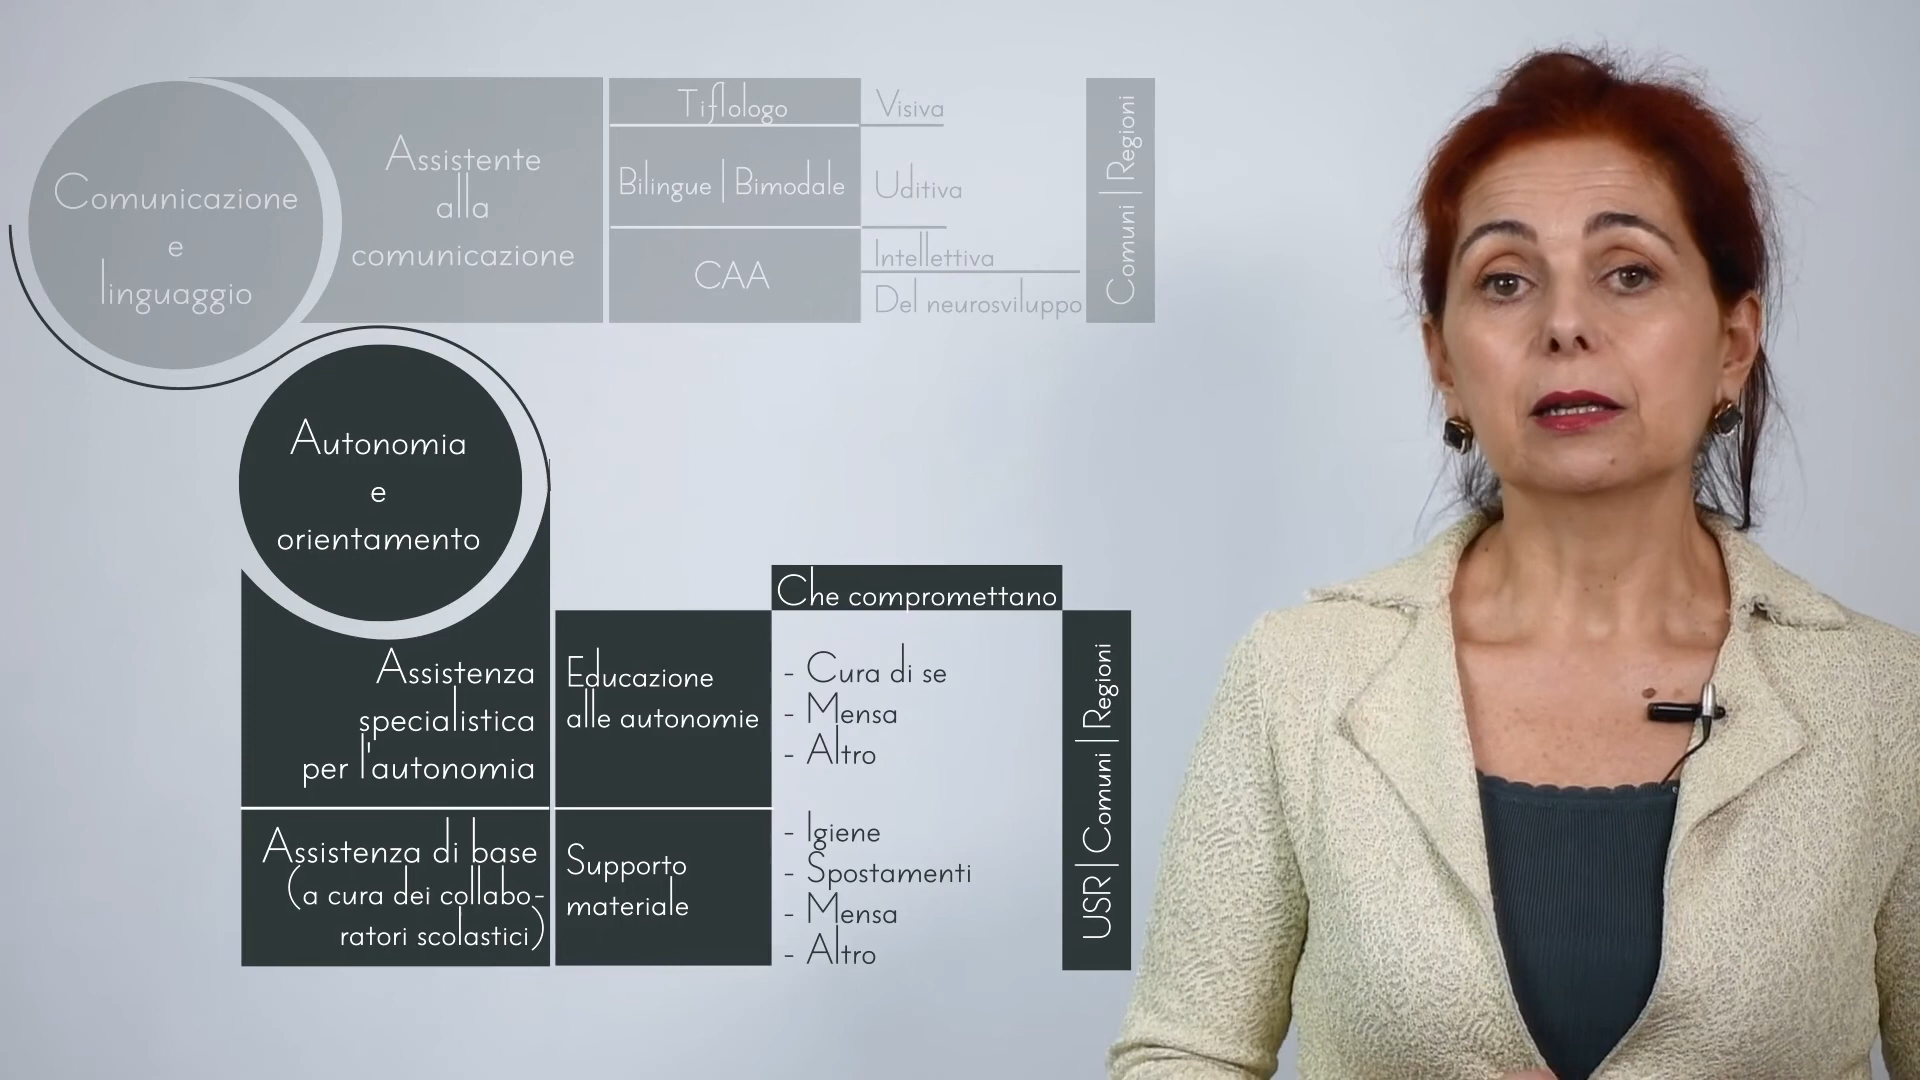 Comunicazione
e
linguaggio
Assistente
alla
comunicazione
Tiflologo
Bilingue | Bimodale
CAA
Visiva
Uditiva
Intellettiva
Del neurosviluppo
Comuni | Regioni
Autonomia
e
orientamento
Assistenza
specialistica
per l'autonomia
Educazione
alle autonomie
Che comprometta​no
- Cura di se
- Mensa
- Altro
Assistenza di base
(a cura dei collabo-
ratori scolastici)
Supporto
materiale
- Igiene
- Spostamenti
- Mensa
- Altro
USR | Comuni | Regioni